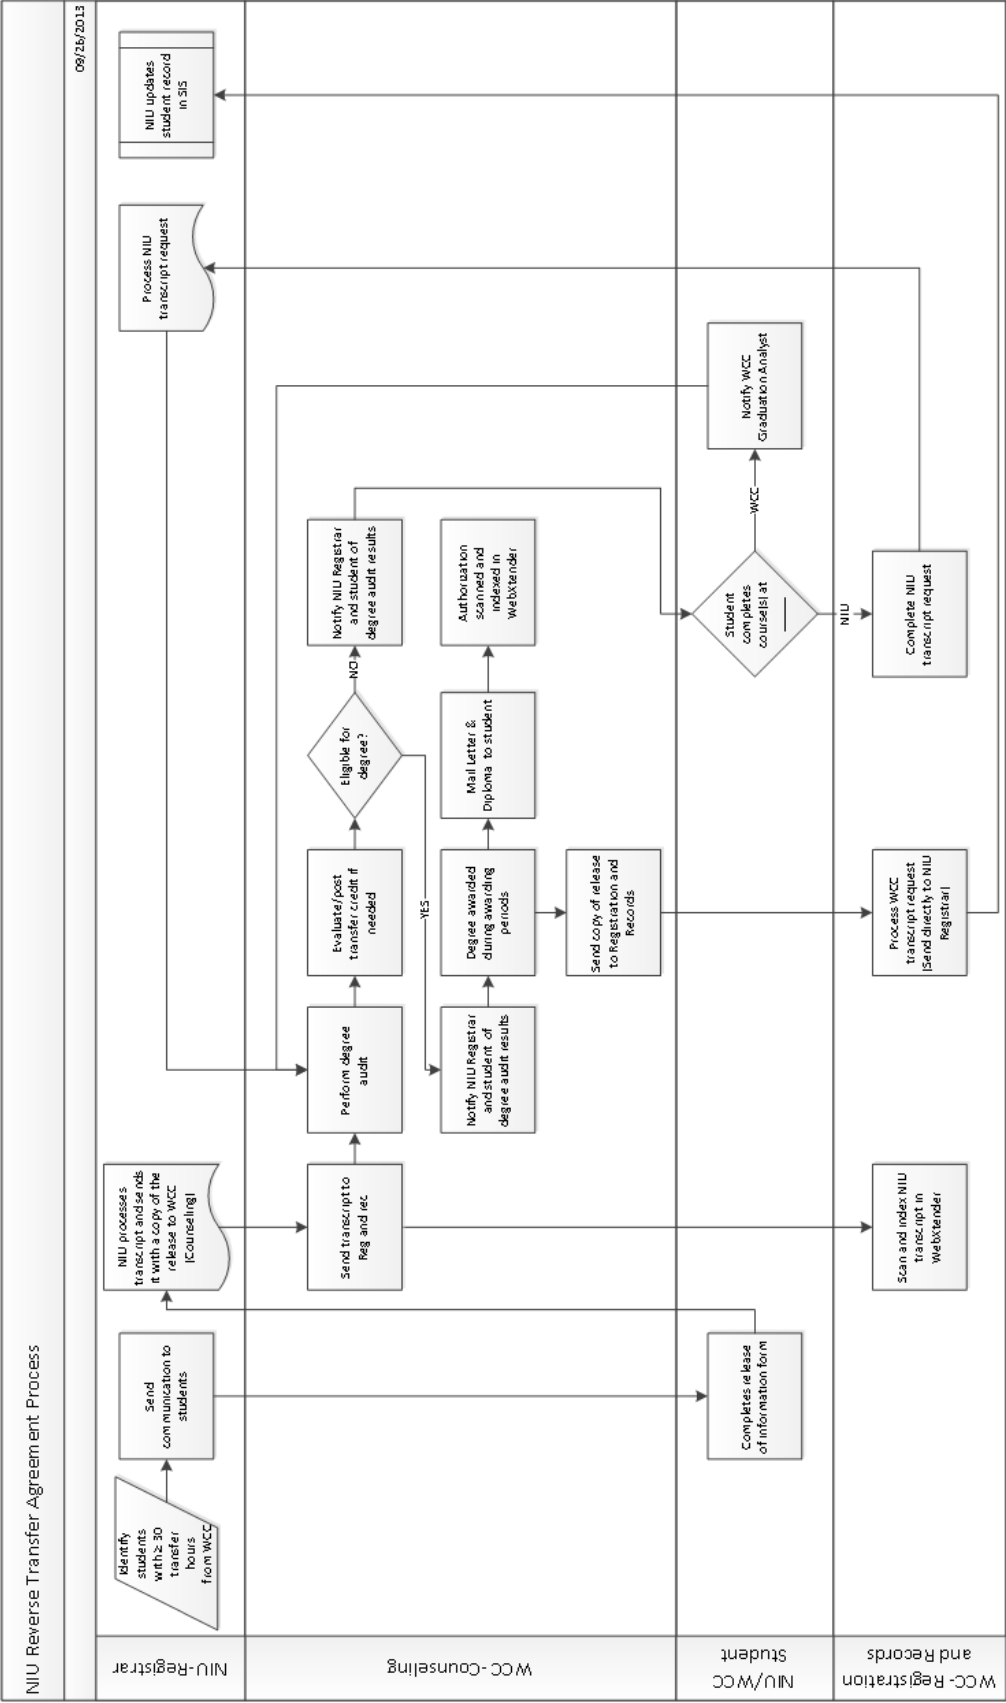 NIU Reverse Transfer Agreement Process
09/26/2013
NIU-Registrar
Identify
students
with ≥ 30
transfer
hours
from WCC
Send
communication to
students
NIU processes
transcript and sends
it with a copy of the
release to WCC
(Counseling)
Process NIU
transcript request
NIU updates
student record
in SIS
WCC-Counseling
Send transcript to
Reg and rec
Perform degree
audit
Evaluate/post
transfer credit if
needed
Eligible for
degree?
NO
Notify NIU Registrar
and student of
degree audit results
YES
Notify NIU Registrar
and student of
degree audit results
Degree awarded
during awarding
periods
Mail Letter &
Diploma to student
Authorization
scanned and
indexed in
WebXtender
Send copy of release
to Registration and
Records
NIU/WCC
Student
Completes release
of information form
Student
completes
course(s) at
___
WCC
Notify WCC
Graduation Analyst
NIU
WCC-Registration
and Records
Scan and index NIU
transcript in
WebXtender
Process WCC
transcript request
(Send directly to NIU
Registrar)
Complete NIU
transcript request